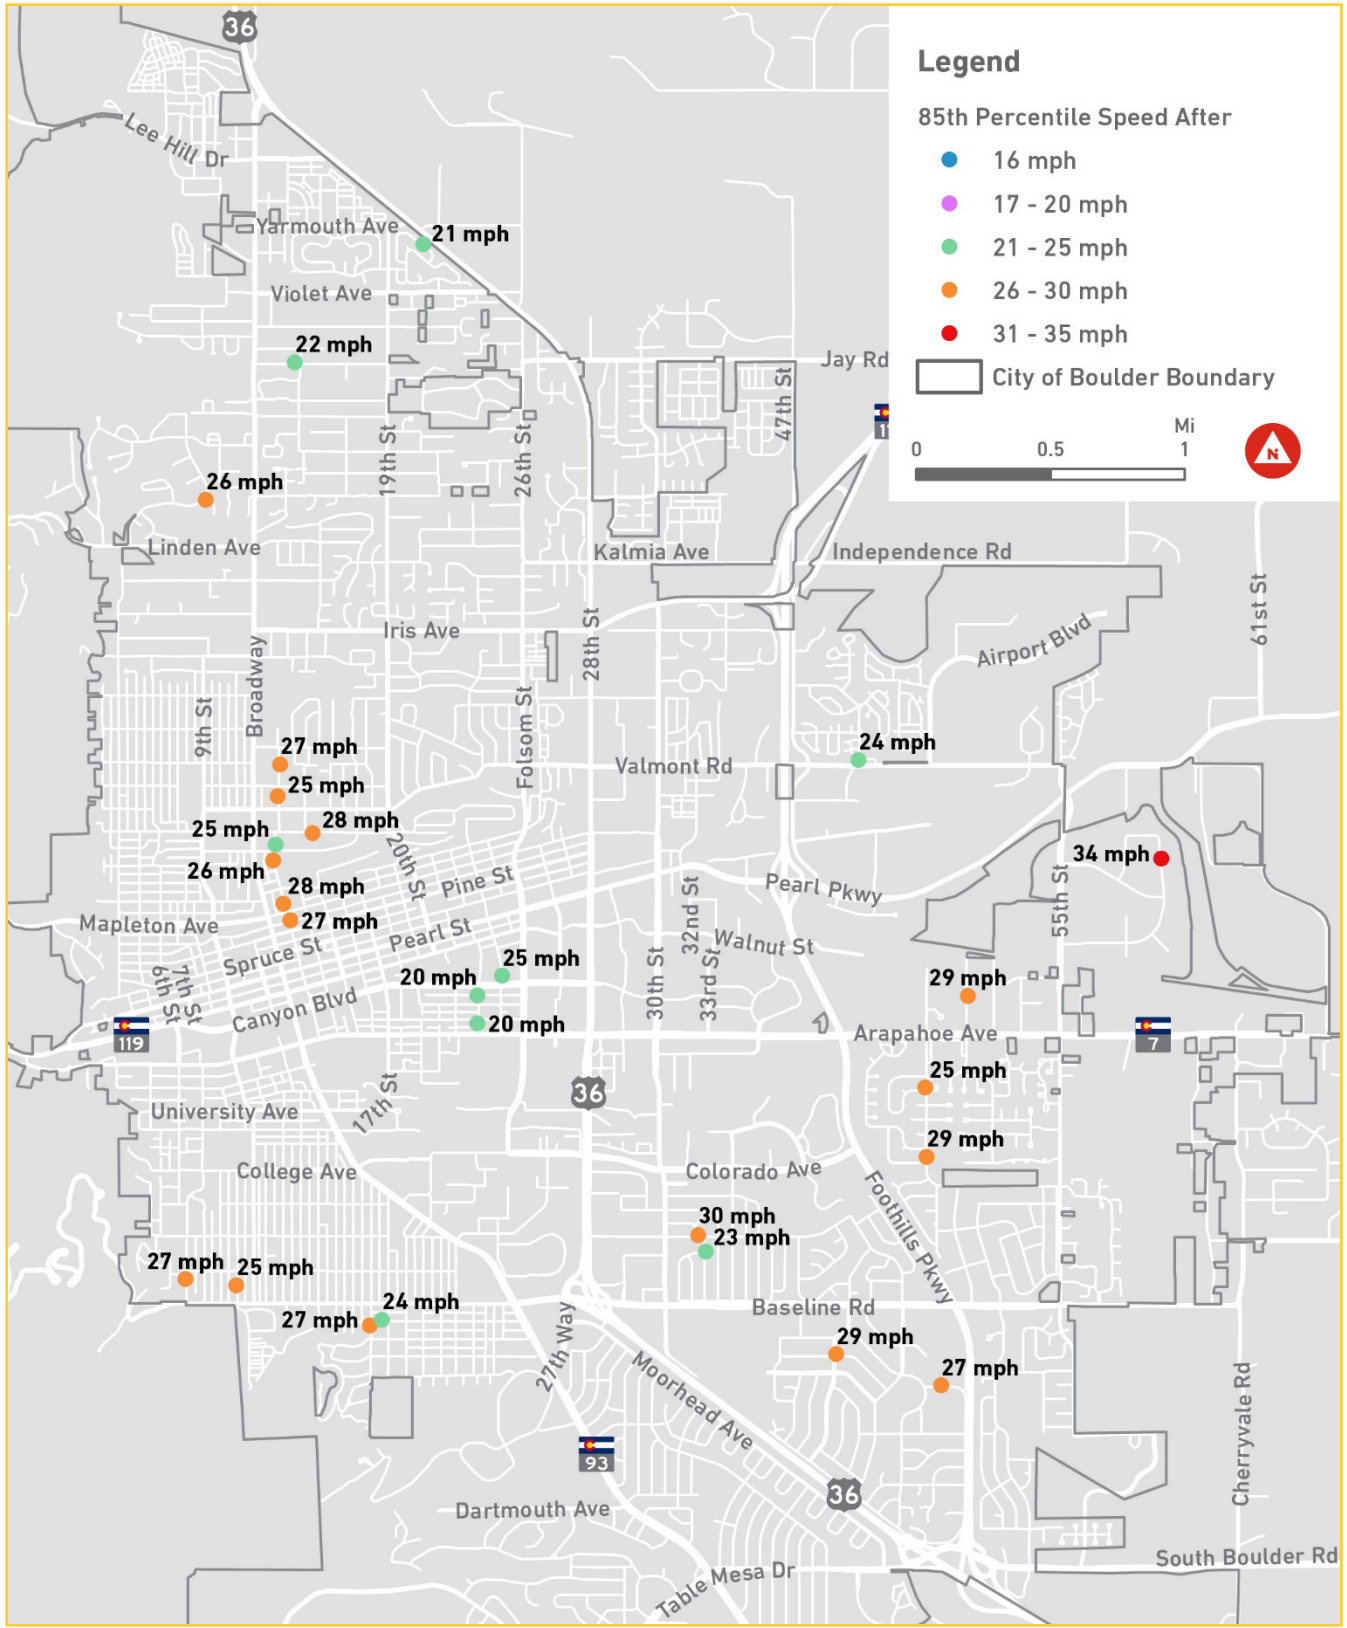 36
Legend
85th Percentile Speed After
16 mph
17 - 20 mph
21 - 25 mph
26 - 30 mph
31 - 35 mph
City of Boulder Boundary
Mi
0 0.5 1
N
Lee Hill Dr
Yarmouth Ave
21 mph
Violet Ave
22 mph
Jay Rd
47th St
11
19th St
26th St
26 mph
Linden Ave
Kalmia Ave
Independence Rd
61st St
Iris Ave
28th St
Airport Blvd
Broadway
9th St
Folsom St
27 mph
24 mph
Valmont Rd
25 mph
28 mph
25 mph
20th St
26 mph
34 mph
28 mph
Pine St
Pearl Pkwy
55th St
Mapleton Ave
27 mph
Pearl St
32nd St
Walnut St
Spruce St
25 mph
20 mph
30th St
33rd St
29 mph
6th St
7th St
Canyon Blvd
20 mph
119
Arapahoe Ave
7
25 mph
36
17th St
University Ave
29 mph
College Ave
Colorado Ave
Foothills Pkwy
30 mph
23 mph
27 mph
25 mph
24 mph
27 mph
Baseline Rd
27th Way
29 mph
27 mph
Moorhead Ave
Cherryvale Rd
93
36
Dartmouth Ave
Table Mesa Dr
South Boulder Rd